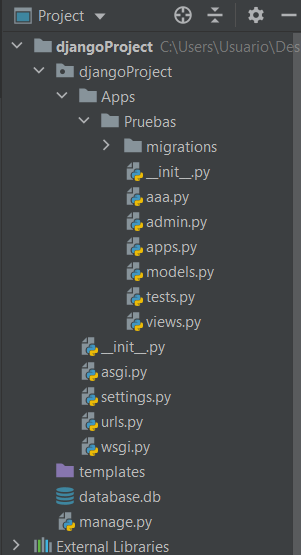 Project
djangoProject C:\Users\Usuario\Des
djangoProject
Apps
Pruebas
migrations
__init__.py
aaa.py
admin.py
apps.py
models.py
tests.py
views.py
__init__.py
asgi.py
settings.py
urls.py
wsgi.py
templates
database.db
manage.py
External Libraries